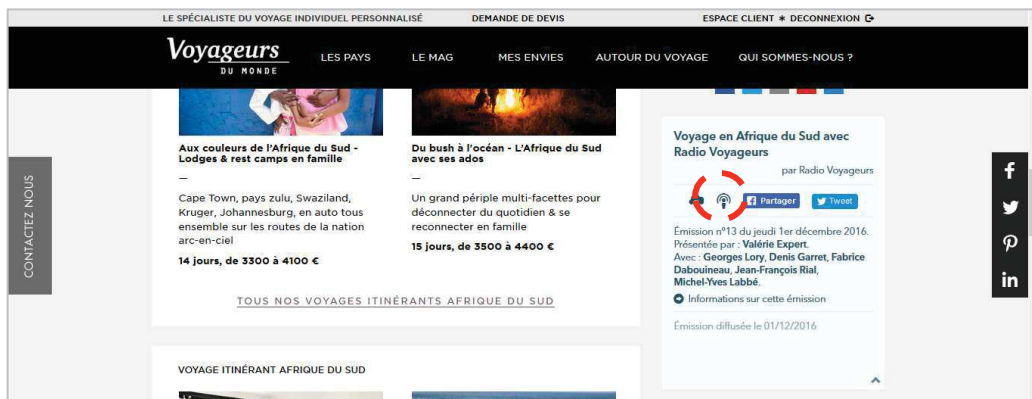 LE SPÉCIALISTE DU VOYAGE INDIVIDUEL PERSONNALISÉ
DEMANDE DE DEVIS
ESPACE CLIENT ✱ DECONNEXION
Voyageurs
DU MONDE
LES PAYS
LE MAG
MES ENVIES
AUTOUR DU VOYAGE
QUI SOMMES-NOUS ?
CONTACTEZ NOUS
Aux couleurs de l'Afrique du Sud -
Lodges & rest camps en famille
—
Cape Town, pays zulu, Swaziland,
Kruger, Johannesburg, en auto tous
ensemble sur les routes de la nation
arc-en-ciel
14 jours, de 3300 à 4100 €
Du bush à l'océan - L'Afrique du Sud
avec ses ados
—
Un grand périple multi-facettes pour
déconnecter du quotidien & se
reconnecter en famille
15 jours, de 3500 à 4400 €
TOUS NOS VOYAGES ITINÉRANTS AFRIQUE DU SUD
VOYAGE ITINÉRANT AFRIQUE DU SUD
Voyage en Afrique du Sud avec
Radio Voyageurs
par Radio Voyageurs
Partager
Tweet
Émission n°13 du jeudi 1er décembre 2016.
Présentée par : Valérie Expert.
Avec : Georges Lory, Denis Garret, Fabrice
Dabouineau, Jean-François Rial,
Michel-Yves Labbé.
Informations sur cette émission
Émission diffusée le 01/12/2016